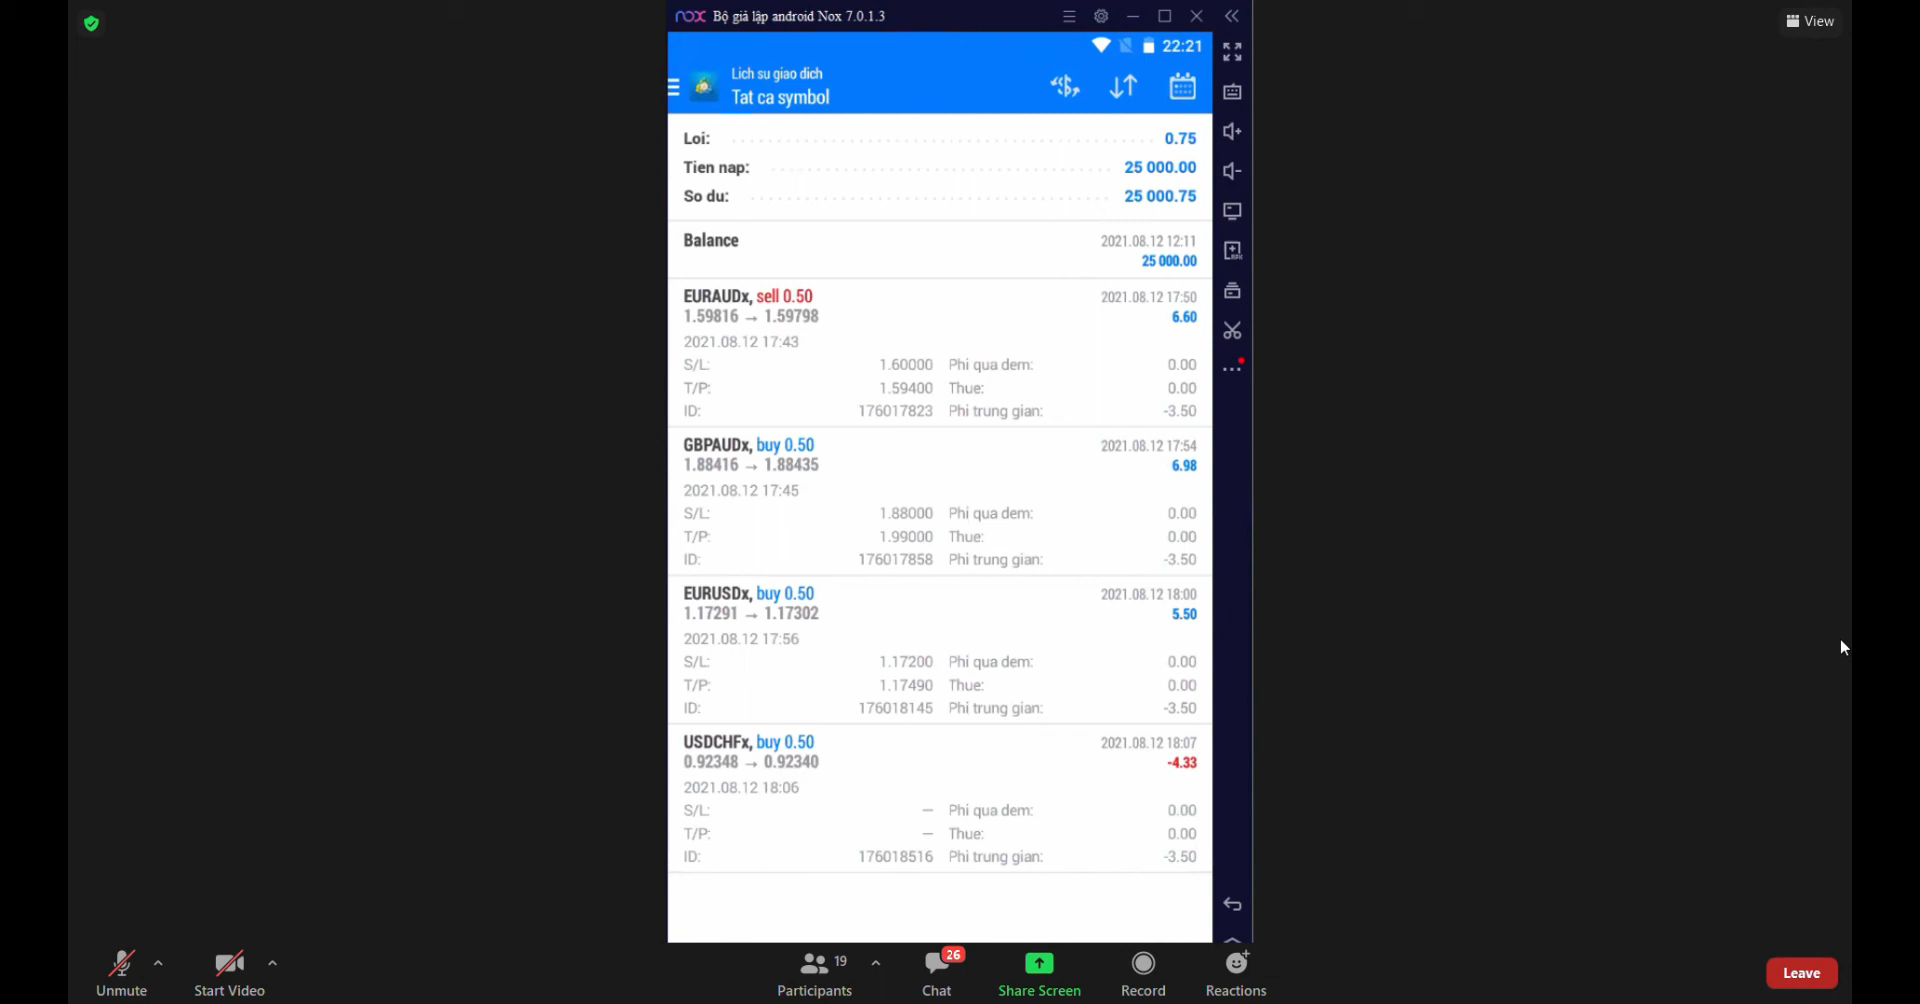 nox Bộ giả lập android Nox 7.0.1.3
View
22:21
Lich su giao dich
Tat ca symbol
Loi: 0.75
Tien nap: 25 000.00
So du: 25 000.75
Balance 2021.08.12 12:11
25 000.00
EURAUDx, sell 0.50 2021.08.12 17:50
1.59816 → 1.59798 6.60
2021.08.12 17:43
S/L: 1.60000 Phi qua dem: 0.00
T/P: 1.59400 Thue: 0.00
ID: 176017823 Phi trung gian: -3.50
GBPAUDx, buy 0.50 2021.08.12 17:54
1.88416 → 1.88435 6.98
2021.08.12 17:45
S/L: 1.88000 Phi qua dem: 0.00
T/P: 1.99000 Thue: 0.00
ID: 176017858 Phi trung gian: -3.50
EURUSDx, buy 0.50 2021.08.12 18:00
1.17291 → 1.17302 5.50
2021.08.12 17:56
S/L: 1.17200 Phi qua dem: 0.00
T/P: 1.17490 Thue: 0.00
ID: 176018145 Phi trung gian: -3.50
USDCHFx, buy 0.50 2021.08.12 18:07
0.92348 → 0.92340 -4.33
2021.08.12 18:06
S/L: – Phi qua dem: 0.00
T/P: – Thue: 0.00
ID: 176018516 Phi trung gian: -3.50
19
26
Unmute Start Video Participants Chat Share Screen Record Reactions Leave